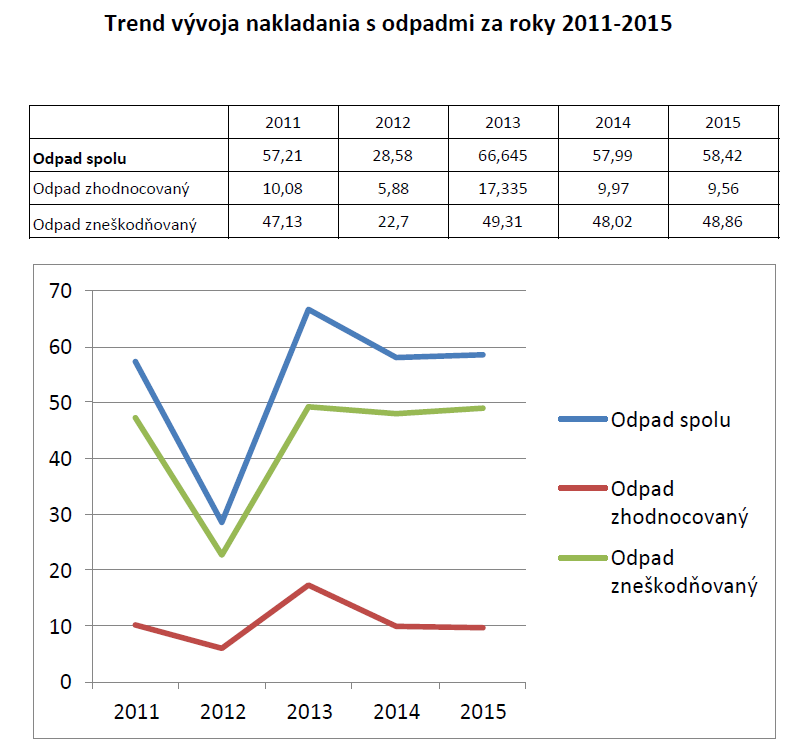 Trend vývoja nakladania s odpadmi za roky 2011-2015
2011 2012 2013 2014 2015
Odpad spolu 57,21 28,58 66,645 57,99 58,42
Odpad zhodnocovaný 10,08 5,88 17,335 9,97 9,56
Odpad zneškodňovaný 47,13 22,7 49,31 48,02 48,86
70
60
50
40
30
20
10
0
2011 2012 2013 2014 2015
Odpad spolu
Odpad
zhodnocovaný
Odpad
zneškodňovaný